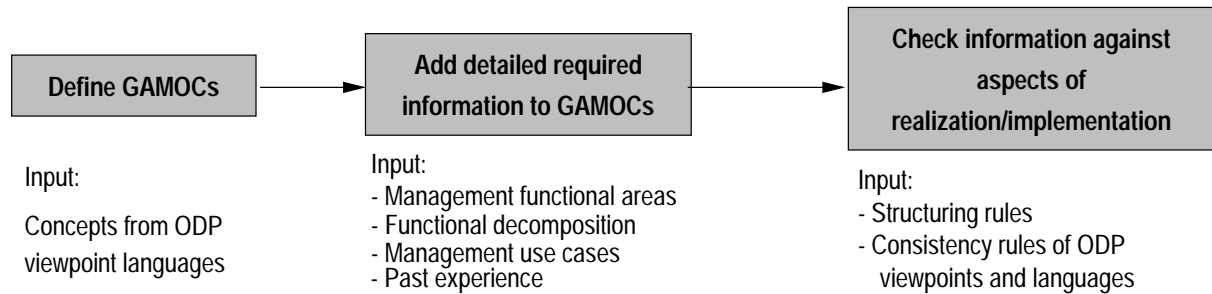 Define GAMOCs
Add detailed required
information to GAMOCs
Check information against
aspects of
realization/implementation
Input:
Concepts from ODP
viewpoint languages
Input:
- Management functional areas
- Functional decomposition
- Management use cases
- Past experience
Input:
- Structuring rules
- Consistency rules of ODP
viewpoints and languages